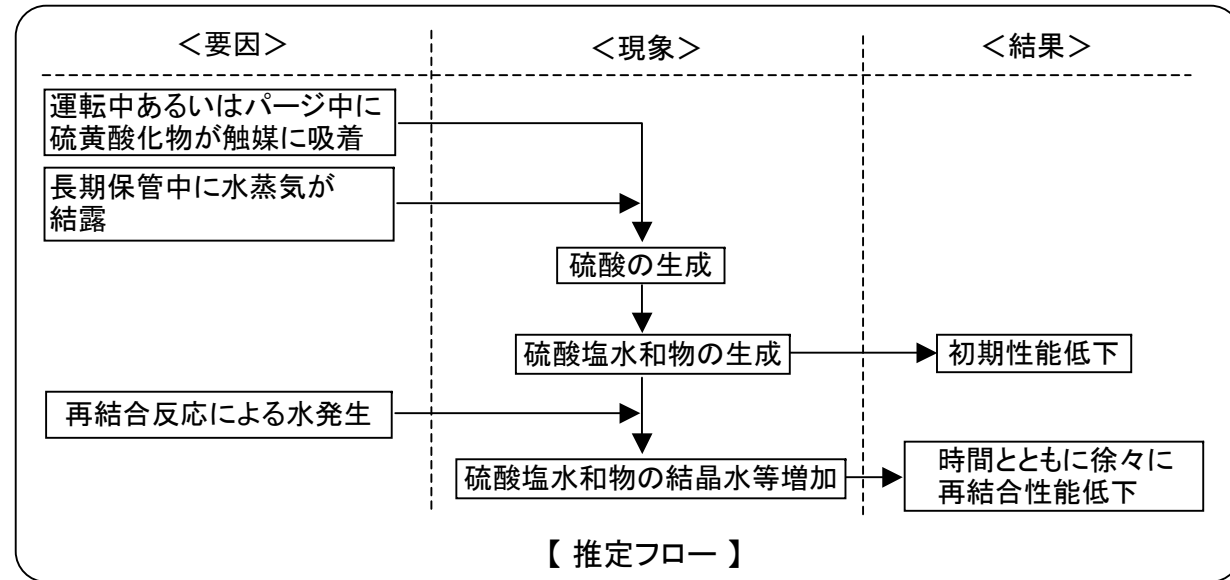 ＜要因＞
＜現象＞
＜結果＞
運転中あるいはパージ中に
硫黄酸化物が触媒に吸着
長期保管中に水蒸気が
結露
硫酸の生成
硫酸塩水和物の生成
初期性能低下
再結合反応による水発生
硫酸塩水和物の結晶水等増加
時間とともに徐々に
再結合性能低下
【 推定フロー 】